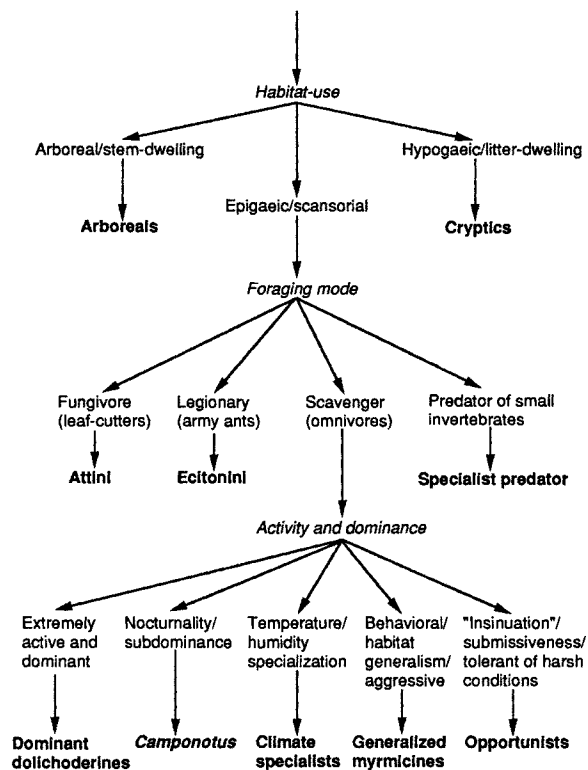 Habitat-use
Arboreal/stem-dwelling
Hypogaeic/litter-dwelling
Arboreals
Epigaeic/scansorial
Cryptics
Foraging mode
Fungivore
(leaf-cutters)
Legionary
(army ants)
Scavenger
(omnivores)
Predator of small
invertebrates
Attini
Ecitonini
Specialist predator
Activity and dominance
Extremely
active and
dominant
Nocturnality/
subdominance
Temperature/
humidity
specialization
Behavioral/
habitat
generalism/
aggressive
"Insinuation"/
submissiveness/
tolerant of harsh
conditions
Dominant
dolichoderines
Camponotus
Climate
specialists
Generalized
myrmicines
Opportunists